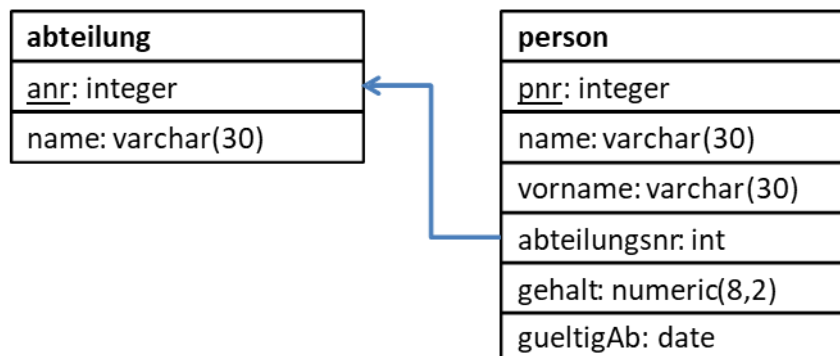 abteilung
anr: integer
name: varchar(30)
person
pnr: integer
name: varchar(30)
vorname: varchar(30)
abteilungsnr: int
gehalt: numeric(8,2)
gueltigAb: date